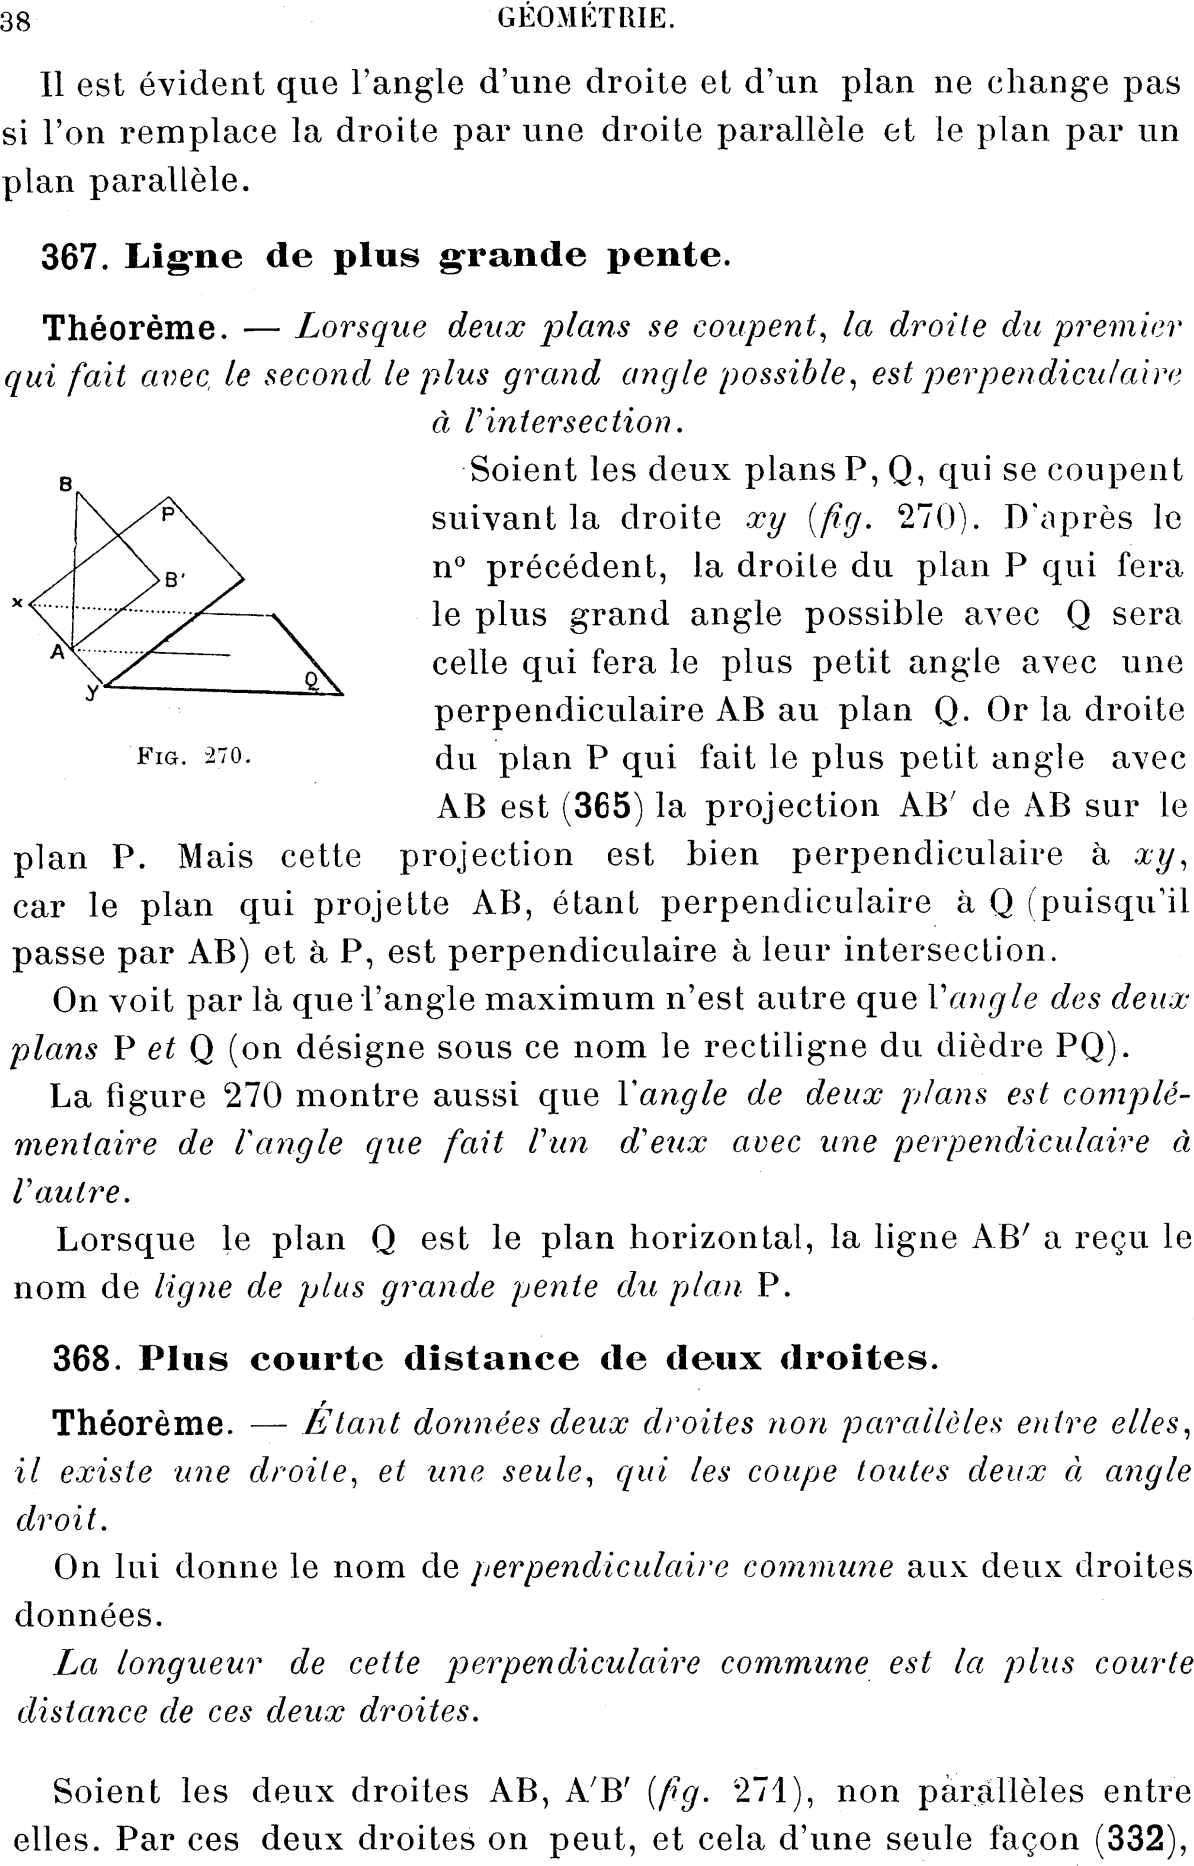 38
GÉOMÉTRIE.
Il est évident que l'angle d'une droite et d'un plan ne change pas
si l'on remplace la droite par une droite parallèle et le plan par un
plan parallèle.
367. Ligne de plus grande pente.
Théorème. — Lorsque deux plans se coupent, la droite du premier
qui fait avec le second le plus grand angle possible, est perpendiculaire
à l'intersection.
Soient les deux plans P, Q, qui se coupent
suivant la droite xy (fig. 270). D'après le
n° précédent, la droite du plan P qui fera
le plus grand angle possible avec Q sera
celle qui fera le plus petit angle avec une
perpendiculaire AB au plan Q. Or la droite
du plan P qui fait le plus petit angle avec
AB est (365) la projection AB′ de AB sur le
B
P
B'
x
A
y
Q
FIG. 270.
plan P. Mais cette projection est bien perpendiculaire à xy,
car le plan qui projette AB, étant perpendiculaire à Q (puisqu'il
passe par AB) et à P, est perpendiculaire à leur intersection.
On voit par là que l'angle maximum n'est autre que l'angle des deux
plans P et Q (on désigne sous ce nom le rectiligne du dièdre PQ).
La figure 270 montre aussi que l'angle de deux plans est complé-
mentaire de l'angle que fait l'un d'eux avec une perpendiculaire à
l'autre.
Lorsque le plan Q est le plan horizontal, la ligne AB′ a reçu le
nom de ligne de plus grande pente du plan P.
368. Plus courte distance de deux droites.
Théorème. — Étant données deux droites non parallèles entre elles,
il existe une droite, et une seule, qui les coupe toutes deux à angle
droit.
On lui donne le nom de perpendiculaire commune aux deux droites
données.
La longueur de cette perpendiculaire commune est la plus courte
distance de ces deux droites.
Soient les deux droites AB, A′B′ (fig. 271), non parallèles entre
elles. Par ces deux droites on peut, et cela d'une seule façon (332),